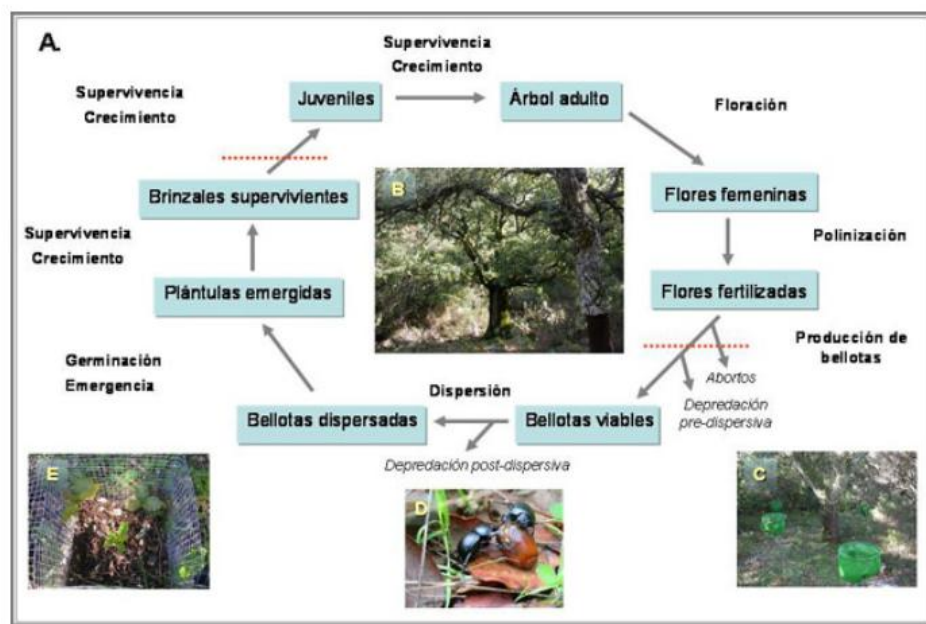 A.
Supervivencia
Crecimiento
Juveniles
Árbol adulto
Supervivencia
Crecimiento
Floración
Brinzales supervivientes
B
Flores femeninas
Supervivencia
Crecimiento
Polinización
Plántulas emergidas
Flores fertilizadas
Producción de
bellotas
Germinación
Emergencia
Abortos
Dispersión
Depredación
pre-dispersiva
Bellotas dispersadas
Bellotas viables
Depredación post-dispersiva
E
D
C